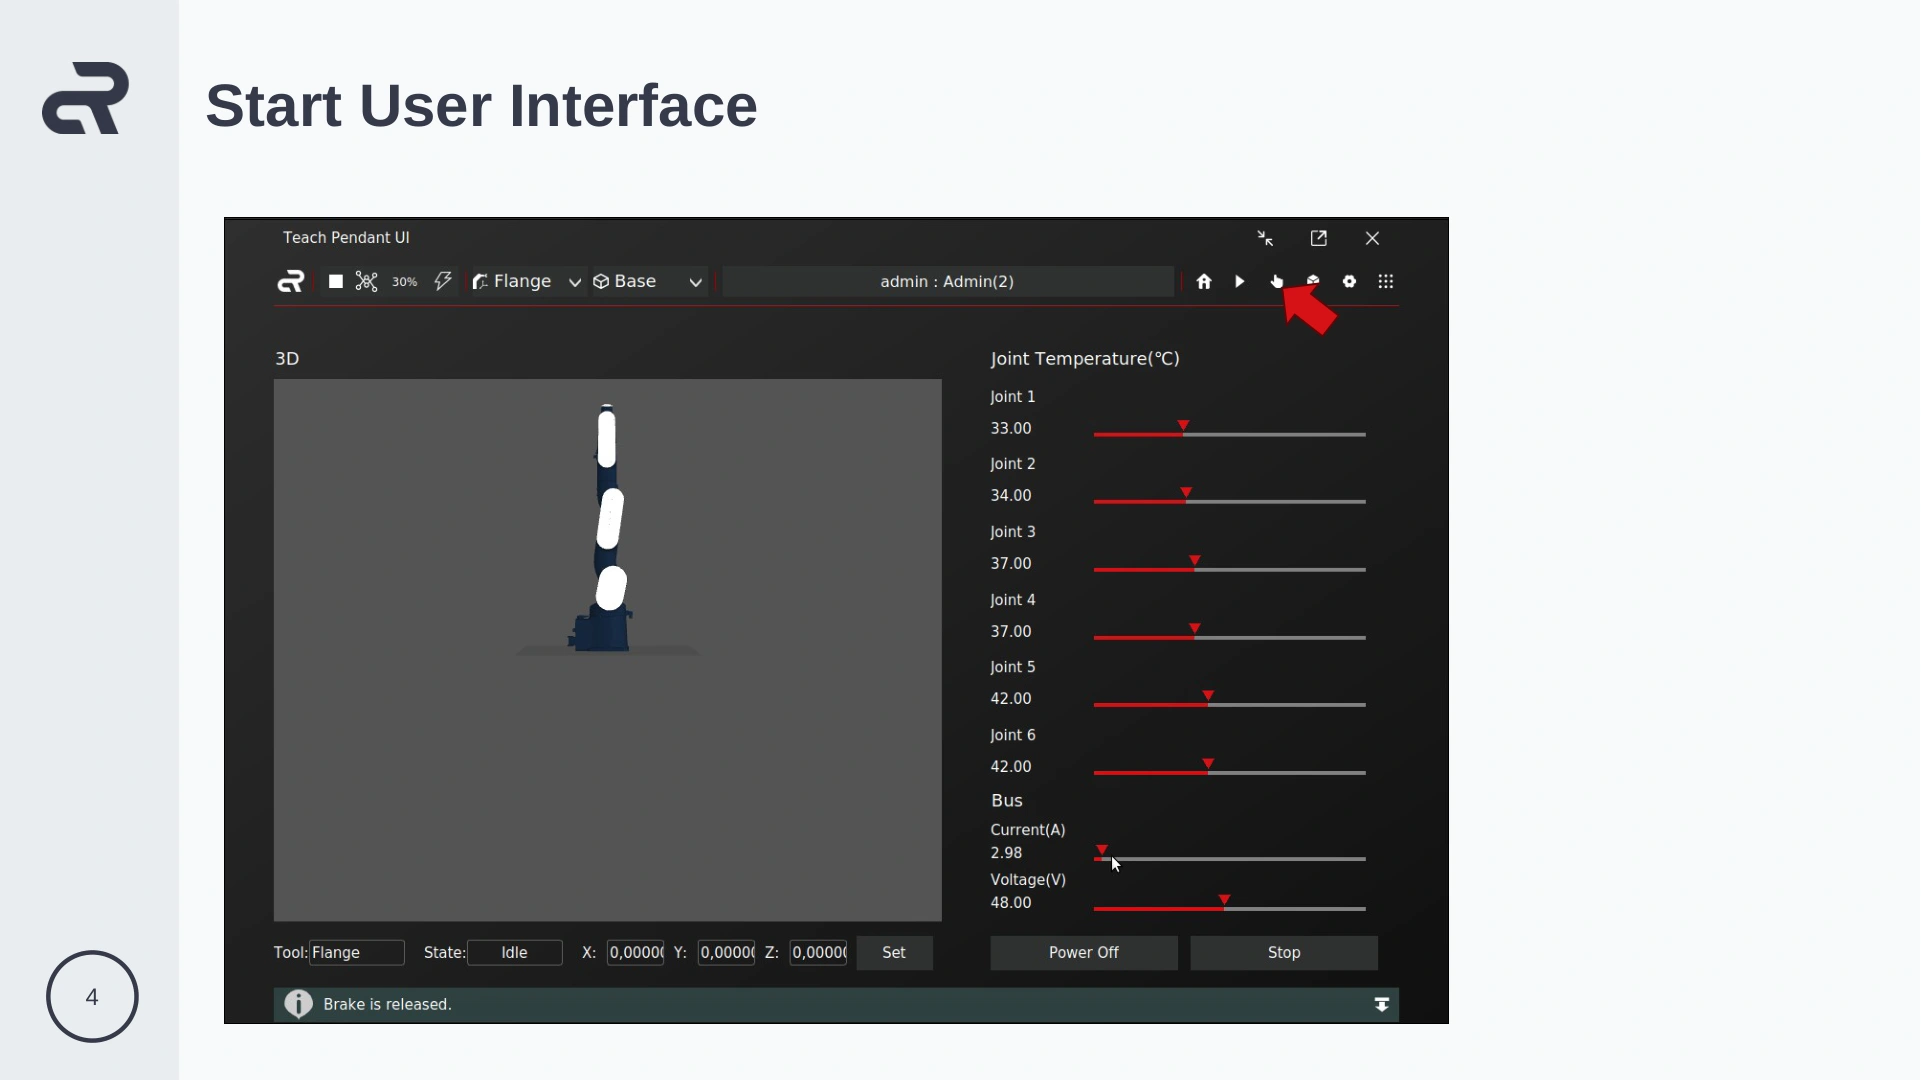 Start User Interface
Teach Pendant UI
30%
Flange
Base
admin : Admin(2)
3D
Joint Temperature(℃)
Joint 1
33.00
Joint 2
34.00
Joint 3
37.00
Joint 4
37.00
Joint 5
42.00
Joint 6
42.00
Bus
Current(A)
2.98
Voltage(V)
48.00
Tool: Flange State: Idle X: 0,0000 Y: 0,0000 Z: 0,0000 Set
Power Off
Stop
Brake is released.
4